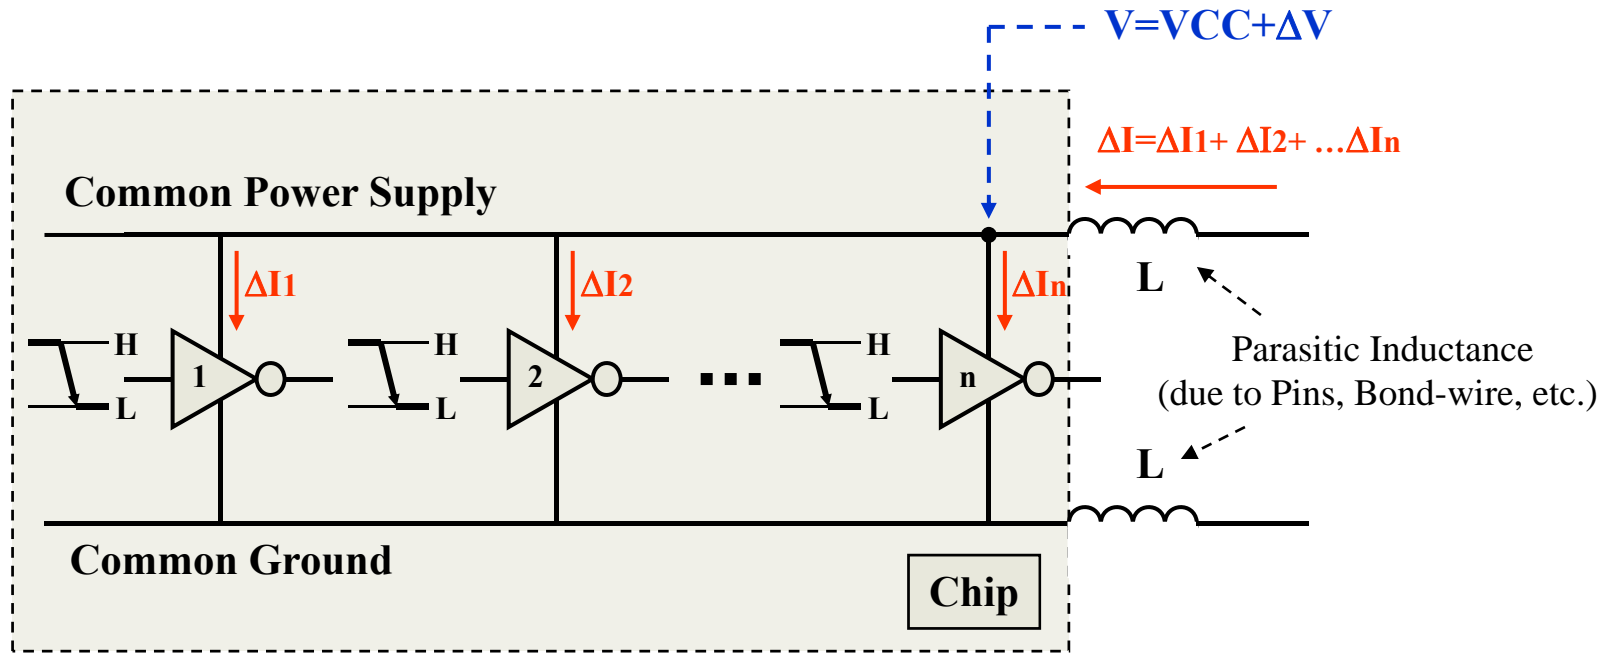 V=VCC+ΔV
ΔI=ΔI1+ ΔI2+ …ΔIn
Common Power Supply
ΔI1
ΔI2
ΔIn
L
H
L
1
H
L
2
H
L
n
Parasitic Inductance
(due to Pins, Bond-wire, etc.)
L
Common Ground
Chip